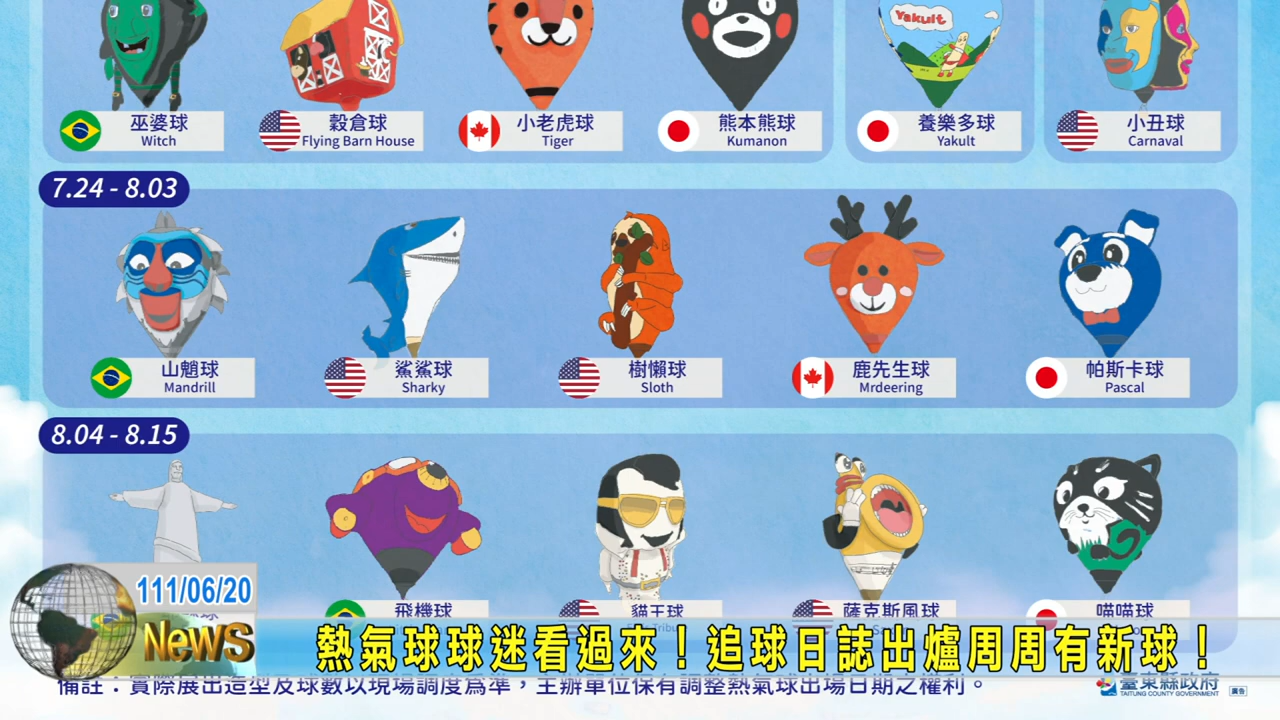 Yakult
巫婆球
Witch
穀倉球
Flying Barn House
小老虎球
Tiger
熊本熊球
Kumanon
養樂多球
Yakult
小丑球
Carnaval
7.24 - 8.03
山魈球
Mandrill
鯊鯊球
Sharky
樹懶球
Sloth
鹿先生球
Mrdeering
帕斯卡球
Pascal
8.04 - 8.15
飛機球
貓王球
薩克斯風球
喵喵球
111/06/20
News
熱氣球球迷看過來！追球日誌出爐周周有新球！
備註：實際展出造型及球數以現場調度為準，主辦單位保有調整熱氣球出場日期之權利。
臺東縣政府
TAITUNG COUNTY GOVERNMENT
廣告